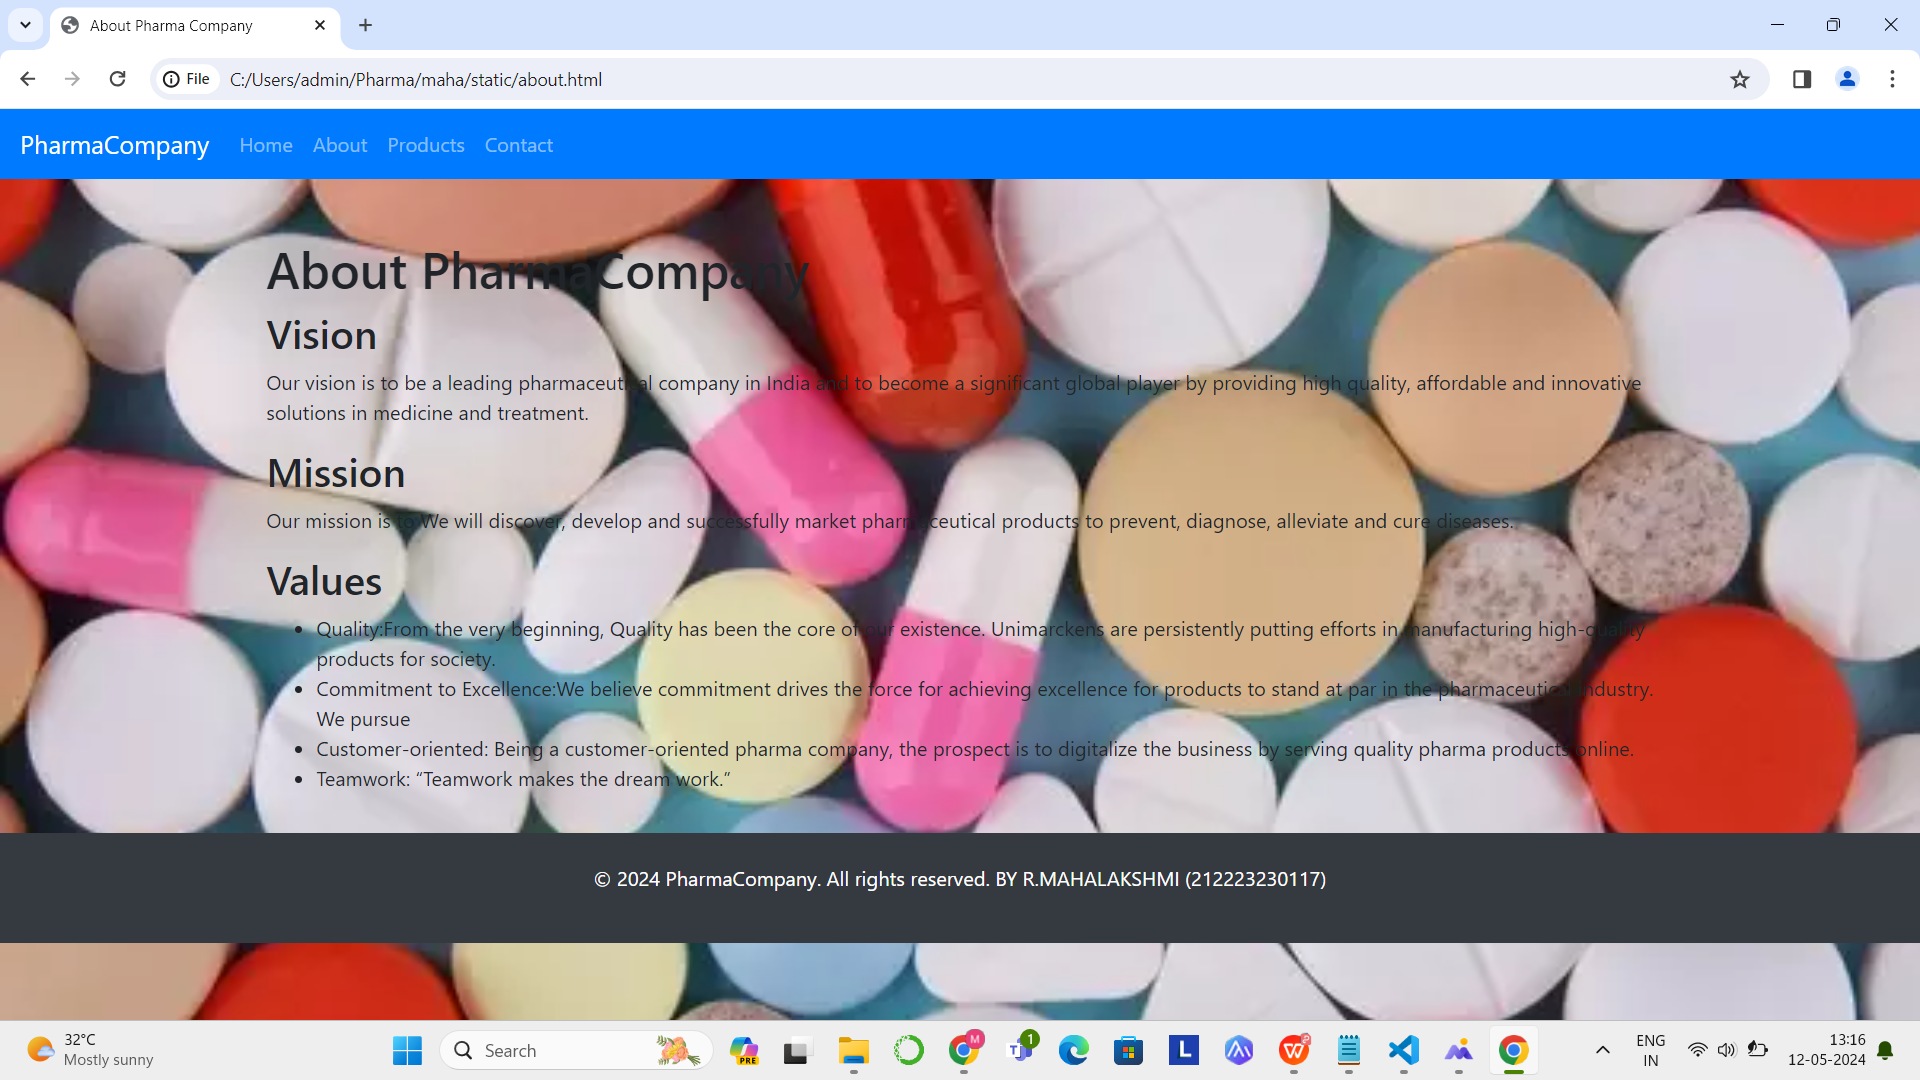 About Pharma Company
File C:/Users/admin/Pharma/maha/static/about.html
PharmaCompany Home About Products Contact
About PharmaCompany
Vision
Our vision is to be a leading pharmaceutical company in India and to become a significant global player by providing high quality, affordable and innovative
solutions in medicine and treatment.
Mission
Our mission is to We will discover, develop and successfully market pharmaceutical products to prevent, diagnose, alleviate and cure diseases.
Values
• Quality:From the very beginning, Quality has been the core of our existence. Unimarckens are persistently putting efforts in manufacturing high-quality
products for society.
• Commitment to Excellence:We believe commitment drives the force for achieving excellence for products to stand at par in the pharmaceutical industry.
We pursue
• Customer-oriented: Being a customer-oriented pharma company, the prospect is to digitalize the business by serving quality pharma products online.
• Teamwork: “Teamwork makes the dream work.”
© 2024 PharmaCompany. All rights reserved. BY R.MAHALAKSHMI (212223230117)
32°C
Mostly sunny
Search
PRE
M
1
L
ENG
IN
13:16
12-05-2024